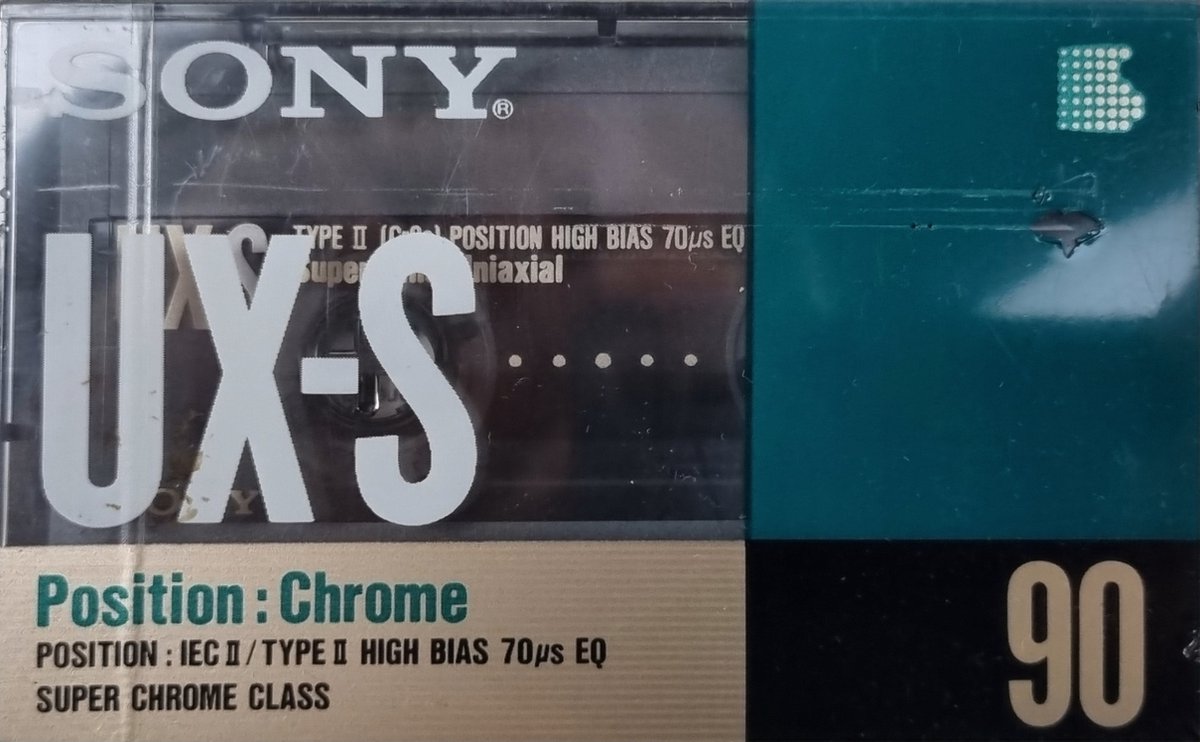 SONY®
TYPE II POSITION HIGH BIAS 70μs EQ
UX-S
SONY
Position : Chrome
POSITION : IEC II / TYPE II HIGH BIAS 70μs EQ
SUPER CHROME CLASS
90